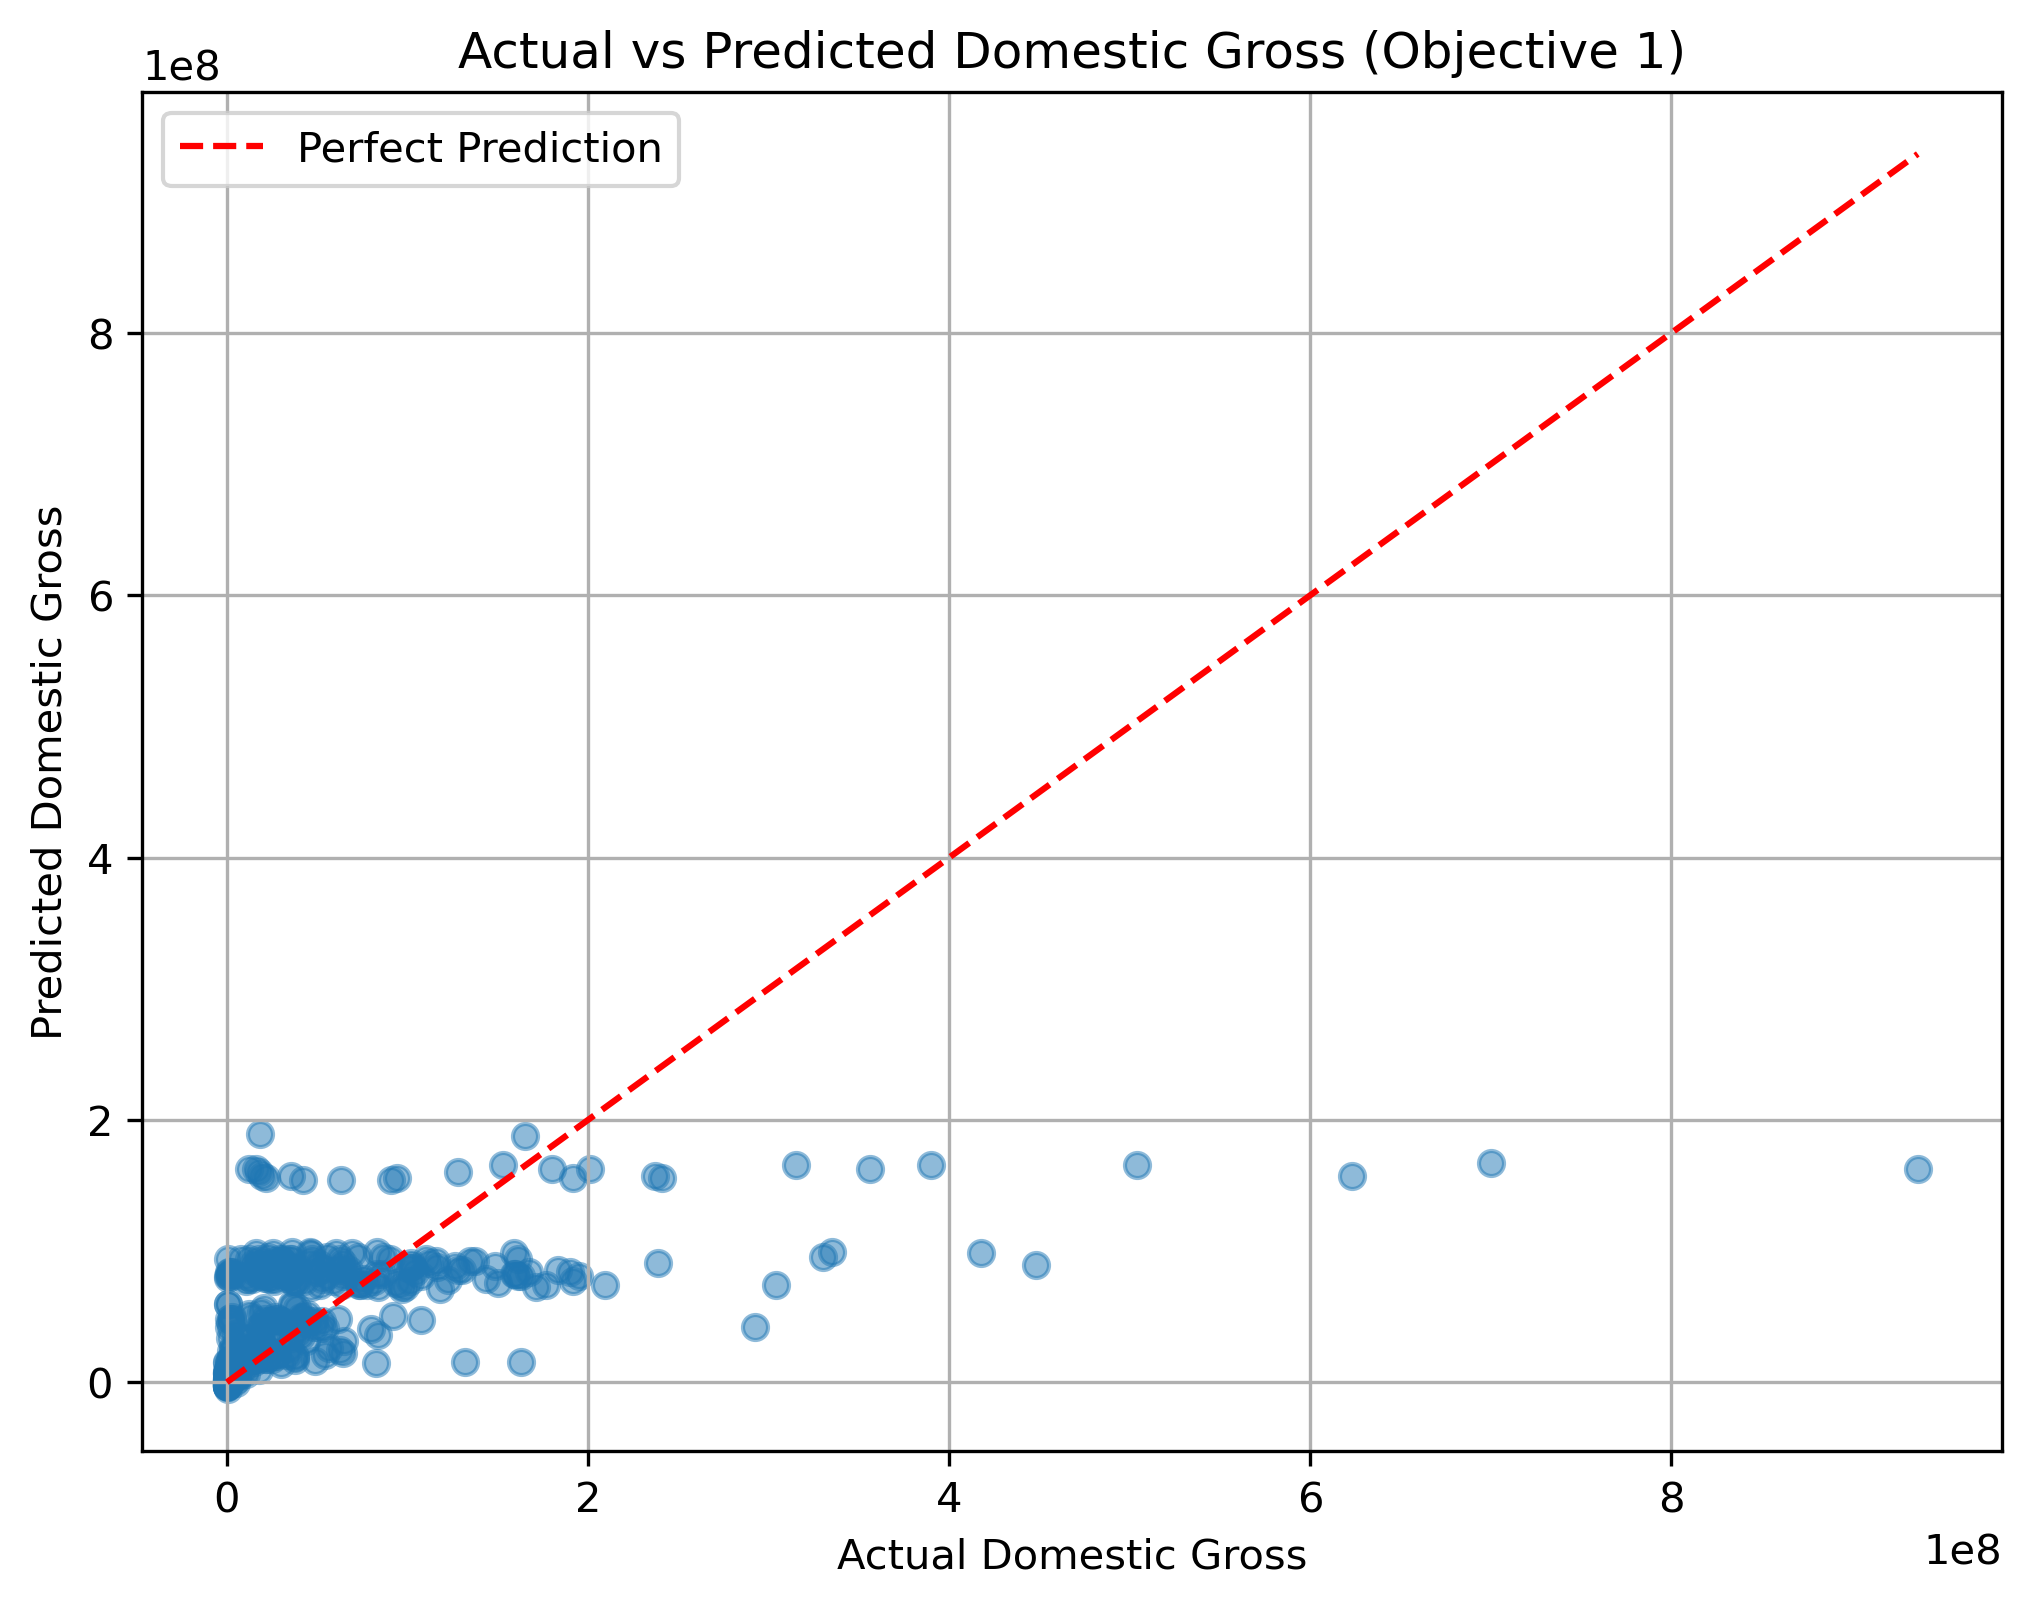 Actual vs Predicted Domestic Gross (Objective 1)
1e8
Perfect Prediction
8
6
4
2
0
Predicted Domestic Gross
0 2 4 6 8
1e8
Actual Domestic Gross